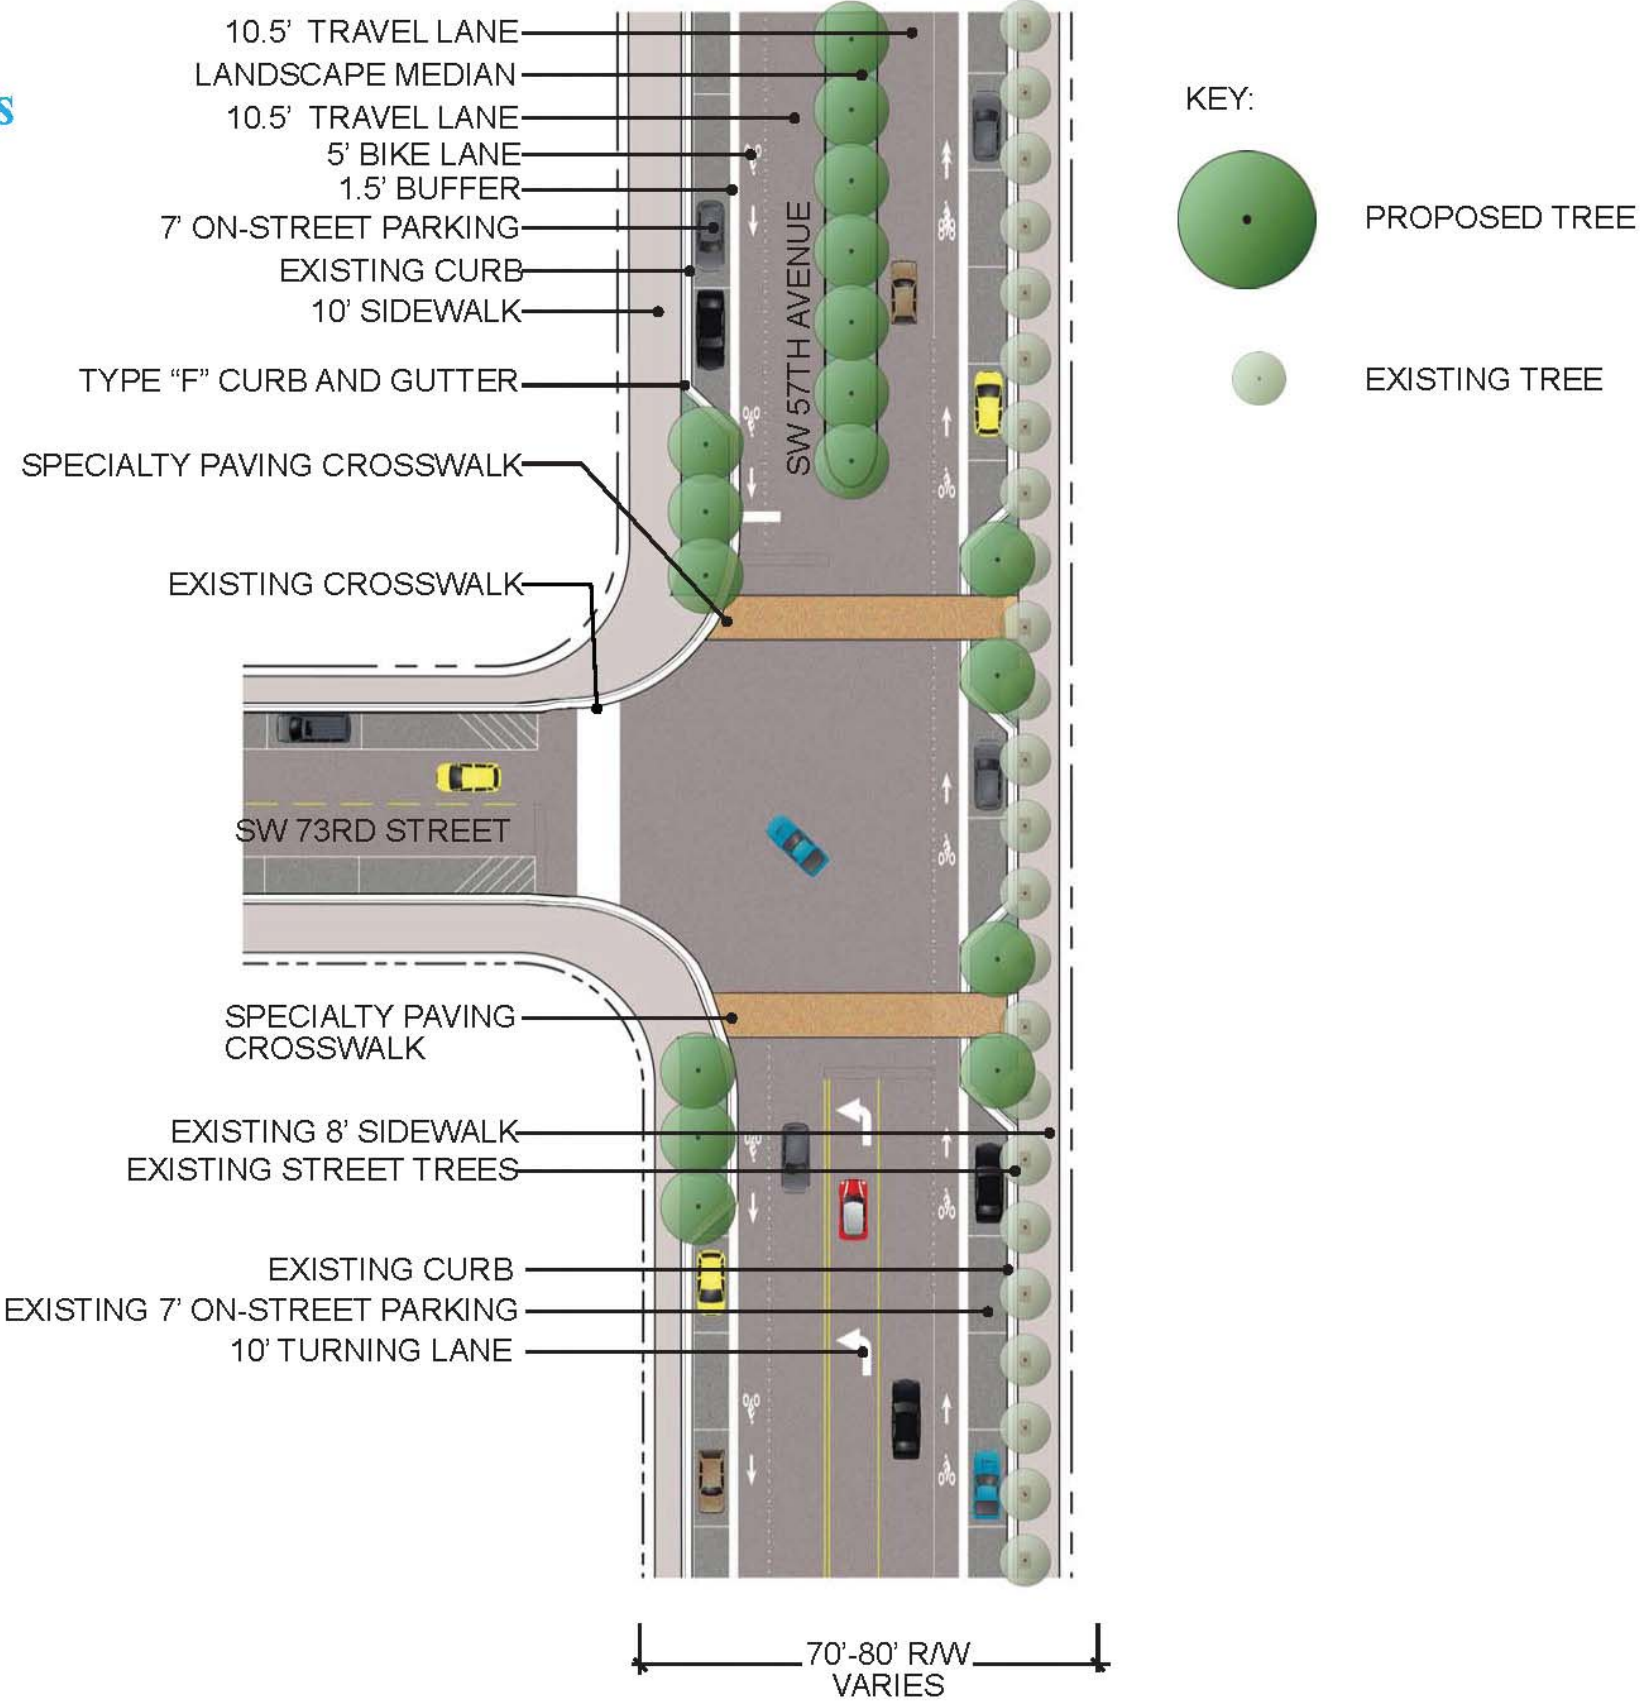 10.5' TRAVEL LANE
LANDSCAPE MEDIAN
s
10.5' TRAVEL LANE
5' BIKE LANE
1.5' BUFFER
7' ON-STREET PARKING
EXISTING CURB
10' SIDEWALK
TYPE “F” CURB AND GUTTER
SPECIALTY PAVING CROSSWALK
EXISTING CROSSWALK
SW 57TH AVENUE
KEY:
PROPOSED TREE
EXISTING TREE
SW 73RD STREET
SPECIALTY PAVING
CROSSWALK
EXISTING 8' SIDEWALK
EXISTING STREET TREES
EXISTING CURB
EXISTING 7' ON-STREET PARKING
10' TURNING LANE
70'-80' R/W
VARIES